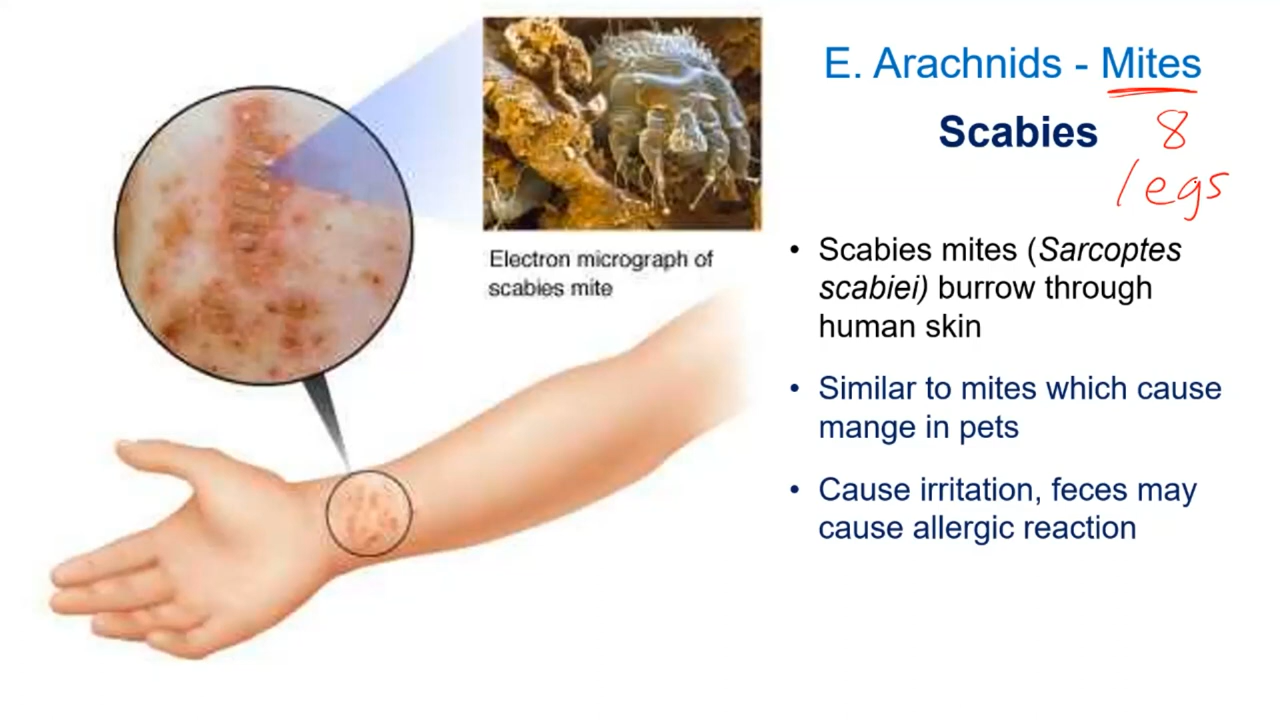 E. Arachnids - Mites
Scabies
8
legs
Electron micrograph of
scabies mite
• Scabies mites (Sarcoptes
scabiei) burrow through
human skin
• Similar to mites which cause
mange in pets
• Cause irritation, feces may
cause allergic reaction